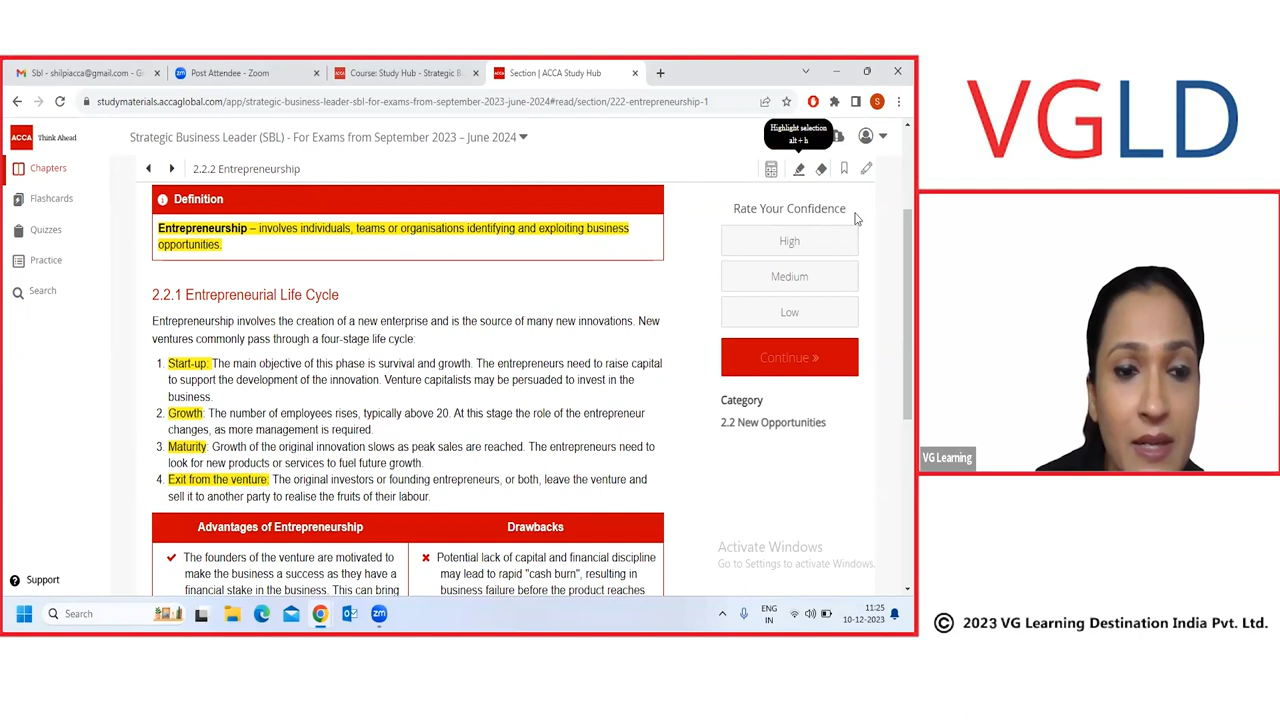 Sbl - shilpiacca@gmail.com - G
Post Attendee - Zoom
Course: Study Hub - Strategic B
Section | ACCA Study Hub
studymaterials.accaglobal.com/app/strategic-business-leader-sbl-for-exams-from-september-2023-june-2024#read/section/222-entrepreneurship-1
S
ACCA Think Ahead
Strategic Business Leader (SBL) - For Exams from September 2023 – June 2024
Highlight selection
alt + h
Chapters
Flashcards
Quizzes
Practice
Search
Support
2.2.2 Entrepreneurship
Definition
Entrepreneurship – involves individuals, teams or organisations identifying and exploiting business
opportunities.
2.2.1 Entrepreneurial Life Cycle
Entrepreneurship involves the creation of a new enterprise and is the source of many new innovations. New
ventures commonly pass through a four-stage life cycle:
1. Start-up: The main objective of this phase is survival and growth. The entrepreneurs need to raise capital
to support the development of the innovation. Venture capitalists may be persuaded to invest in the
business.
2. Growth: The number of employees rises, typically above 20. At this stage the role of the entrepreneur
changes, as more management is required.
3. Maturity: Growth of the original innovation slows as peak sales are reached. The entrepreneurs need to
look for new products or services to fuel future growth.
4. Exit from the venture: The original investors or founding entrepreneurs, or both, leave the venture and
sell it to another party to realise the fruits of their labour.
Advantages of Entrepreneurship
The founders of the venture are motivated to
make the business a success as they have a
financial stake in the business. This can bring
Drawbacks
Potential lack of capital and financial discipline
may lead to rapid "cash burn", resulting in
business failure before the product reaches
Rate Your Confidence
High
Medium
Low
Continue »
Category
2.2 New Opportunities
Activate Windows
Go to Settings to activate Windows.
Search
ENG
IN
11:25
10-12-2023
VGLD
VG Learning
© 2023 VG Learning Destination India Pvt. Ltd.